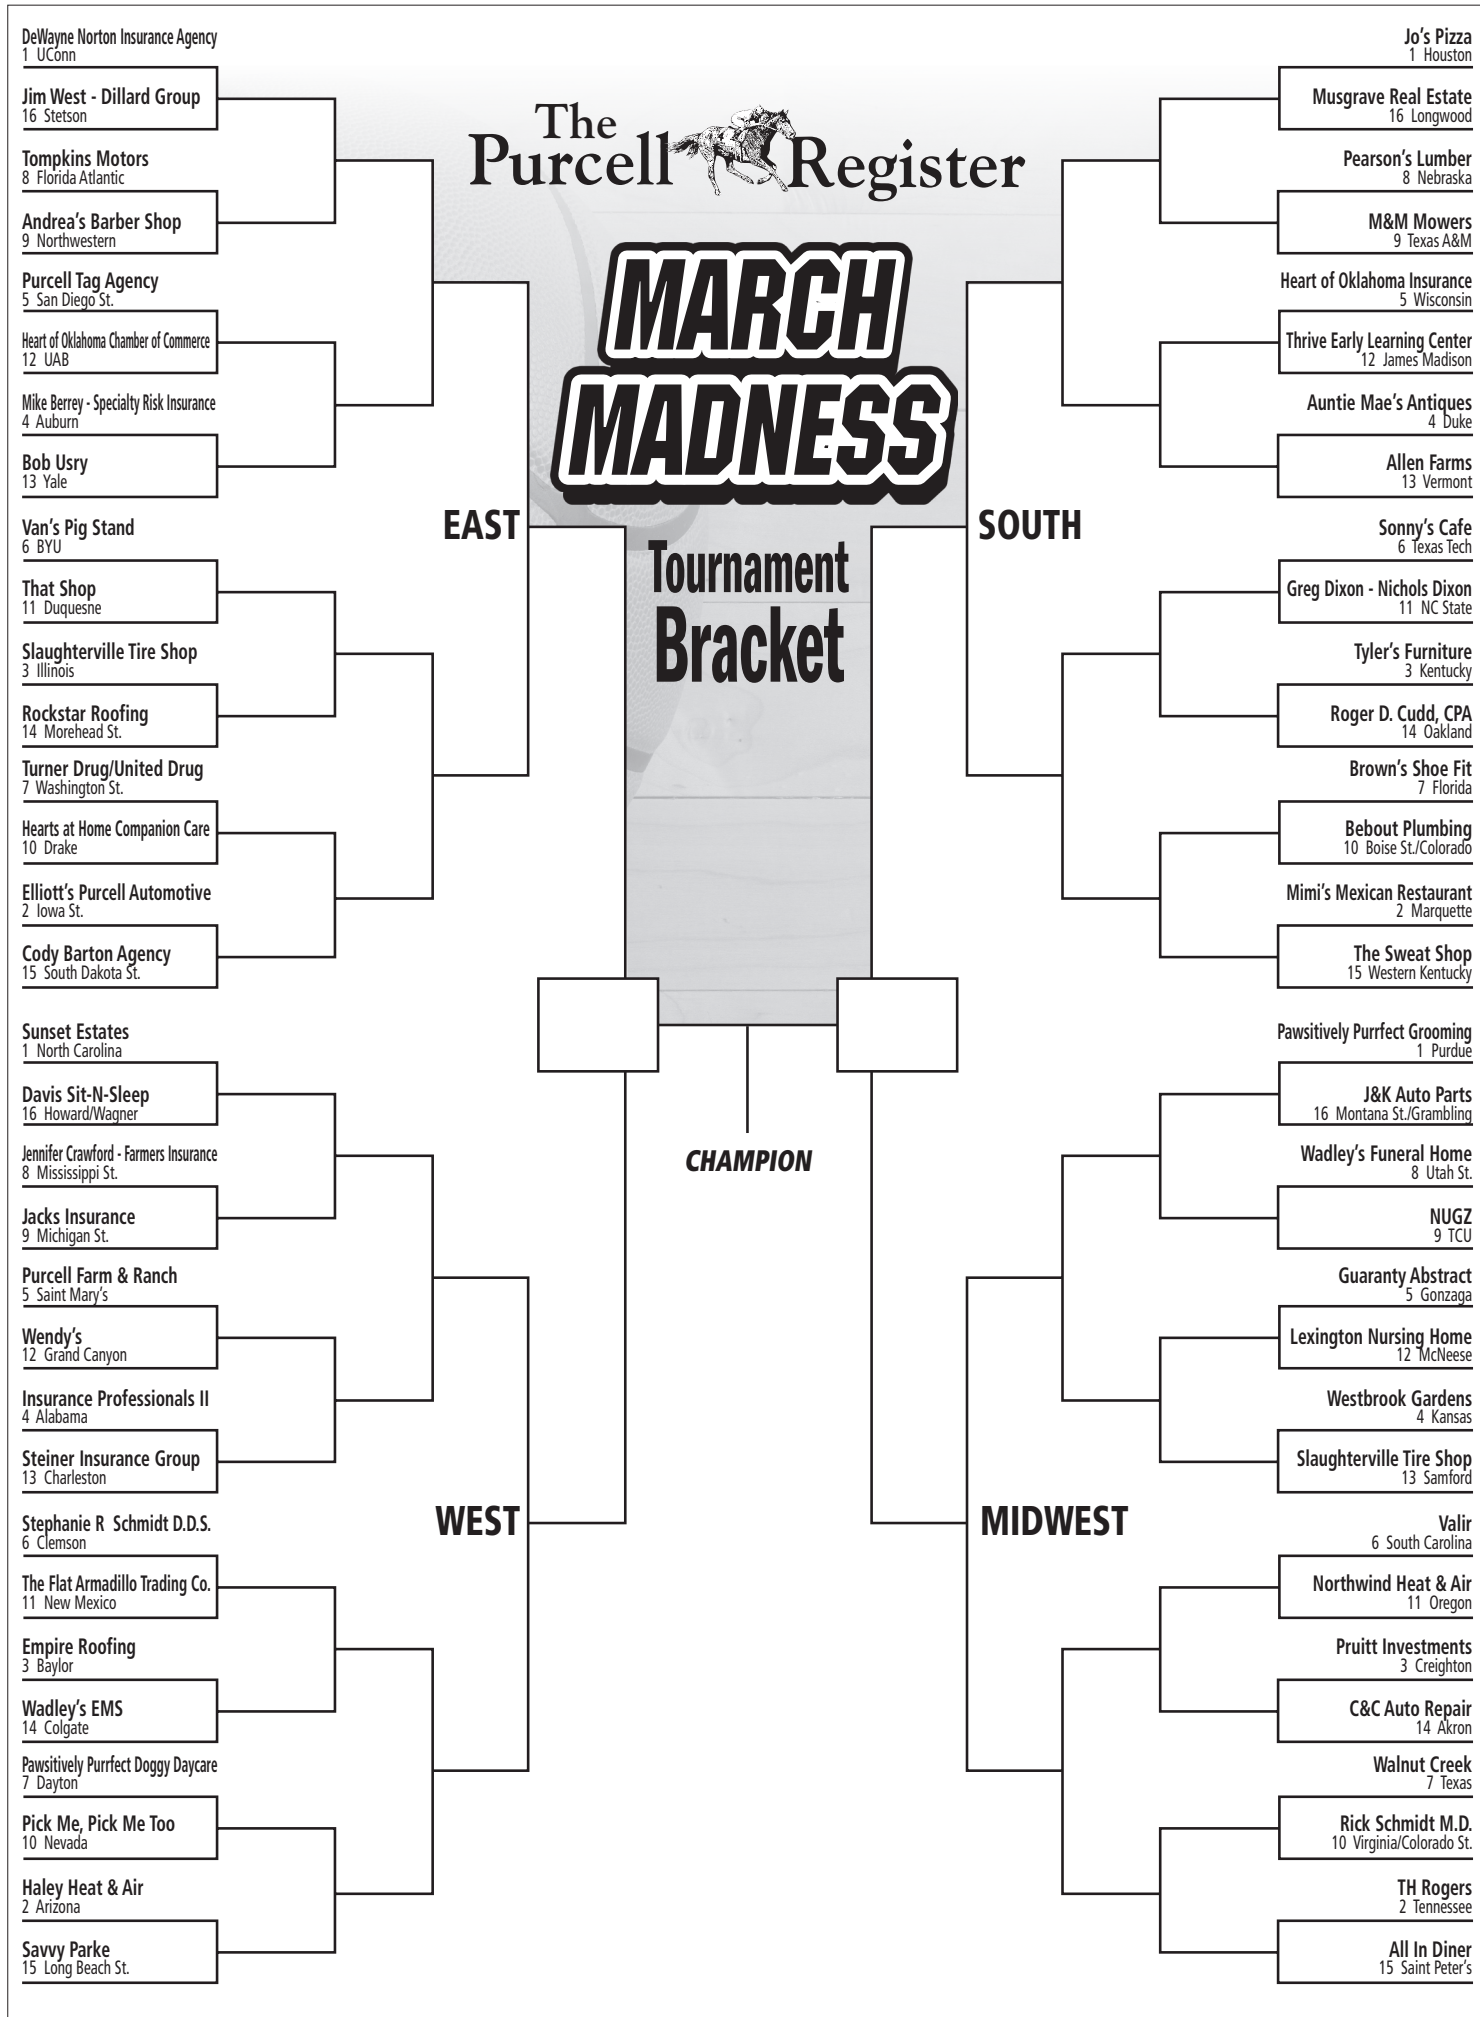 The
Purcell Register
MARCH
MADNESS
Tournament
Bracket
EAST
DeWayne Norton Insurance Agency
1 UConn
Jim West - Dillard Group
16 Stetson
Tompkins Motors
8 Florida Atlantic
Andrea's Barber Shop
9 Northwestern
Purcell Tag Agency
5 San Diego St.
Heart of Oklahoma Chamber of Commerce
12 UAB
Mike Berrey - Specialty Risk Insurance
4 Auburn
Bob Usry
13 Yale
Van's Pig Stand
6 BYU
That Shop
11 Duquesne
Slaughterville Tire Shop
3 Illinois
Rockstar Roofing
14 Morehead St.
Turner Drug/United Drug
7 Washington St.
Hearts at Home Companion Care
10 Drake
Elliott's Purcell Automotive
2 Iowa St.
Cody Barton Agency
15 South Dakota St.
WEST
Sunset Estates
1 North Carolina
Davis Sit-N-Sleep
16 Howard/Wagner
Jennifer Crawford - Farmers Insurance
8 Mississippi St.
Jacks Insurance
9 Michigan St.
Purcell Farm & Ranch
5 Saint Mary's
Wendy's
12 Grand Canyon
Insurance Professionals II
4 Alabama
Steiner Insurance Group
13 Charleston
Stephanie R Schmidt D.D.S.
6 Clemson
The Flat Armadillo Trading Co.
11 New Mexico
Empire Roofing
3 Baylor
Wadley's EMS
14 Colgate
Pawsitively Purrfect Doggy Daycare
7 Dayton
Pick Me, Pick Me Too
10 Nevada
Haley Heat & Air
2 Arizona
Savvy Parke
15 Long Beach St.
SOUTH
Jo's Pizza
1 Houston
Musgrave Real Estate
16 Longwood
Pearson's Lumber
8 Nebraska
M&M Mowers
9 Texas A&M
Heart of Oklahoma Insurance
5 Wisconsin
Thrive Early Learning Center
12 James Madison
Auntie Mae's Antiques
4 Duke
Allen Farms
13 Vermont
Sonny's Cafe
6 Texas Tech
Greg Dixon - Nichols Dixon
11 NC State
Tyler's Furniture
3 Kentucky
Roger D. Cudd, CPA
14 Oakland
Brown's Shoe Fit
7 Florida
Bebout Plumbing
10 Boise St./Colorado
Mimi's Mexican Restaurant
2 Marquette
The Sweat Shop
15 Western Kentucky
MIDWEST
Pawsitively Purrfect Grooming
1 Purdue
J&K Auto Parts
16 Montana St./Grambling
Wadley's Funeral Home
8 Utah St.
NUGZ
9 TCU
Guaranty Abstract
5 Gonzaga
Lexington Nursing Home
12 McNeese
Westbrook Gardens
4 Kansas
Slaughterville Tire Shop
13 Samford
Valir
6 South Carolina
Northwind Heat & Air
11 Oregon
Pruitt Investments
3 Creighton
C&C Auto Repair
14 Akron
Walnut Creek
7 Texas
Rick Schmidt M.D.
10 Virginia/Colorado St.
TH Rogers
2 Tennessee
All In Diner
15 Saint Peter's
CHAMPION